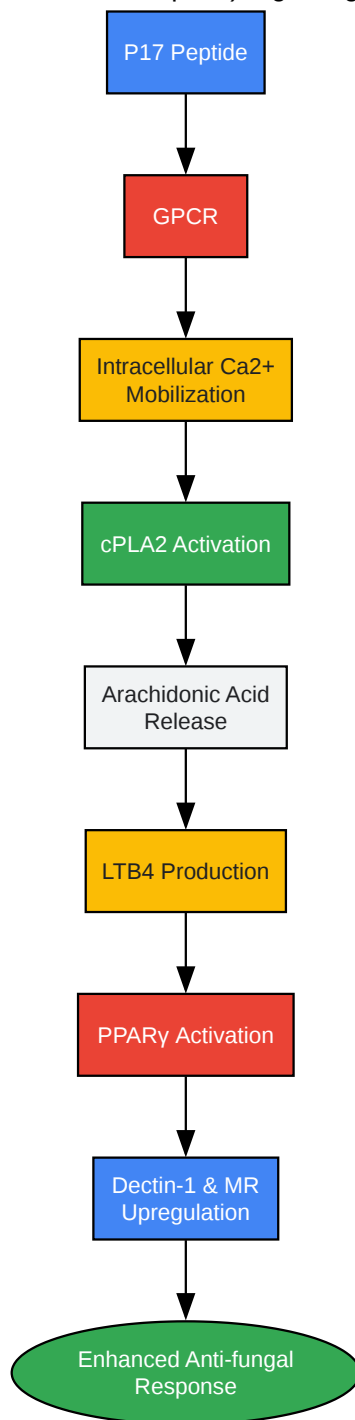 P17 Peptide
GPCR
Intracellular Ca2+
Mobilization
cPLA2 Activation
Arachidonic Acid
Release
LTB4 Production
PPARγ Activation
Dectin-1 & MR
Upregulation
Enhanced Anti-fungal
Response